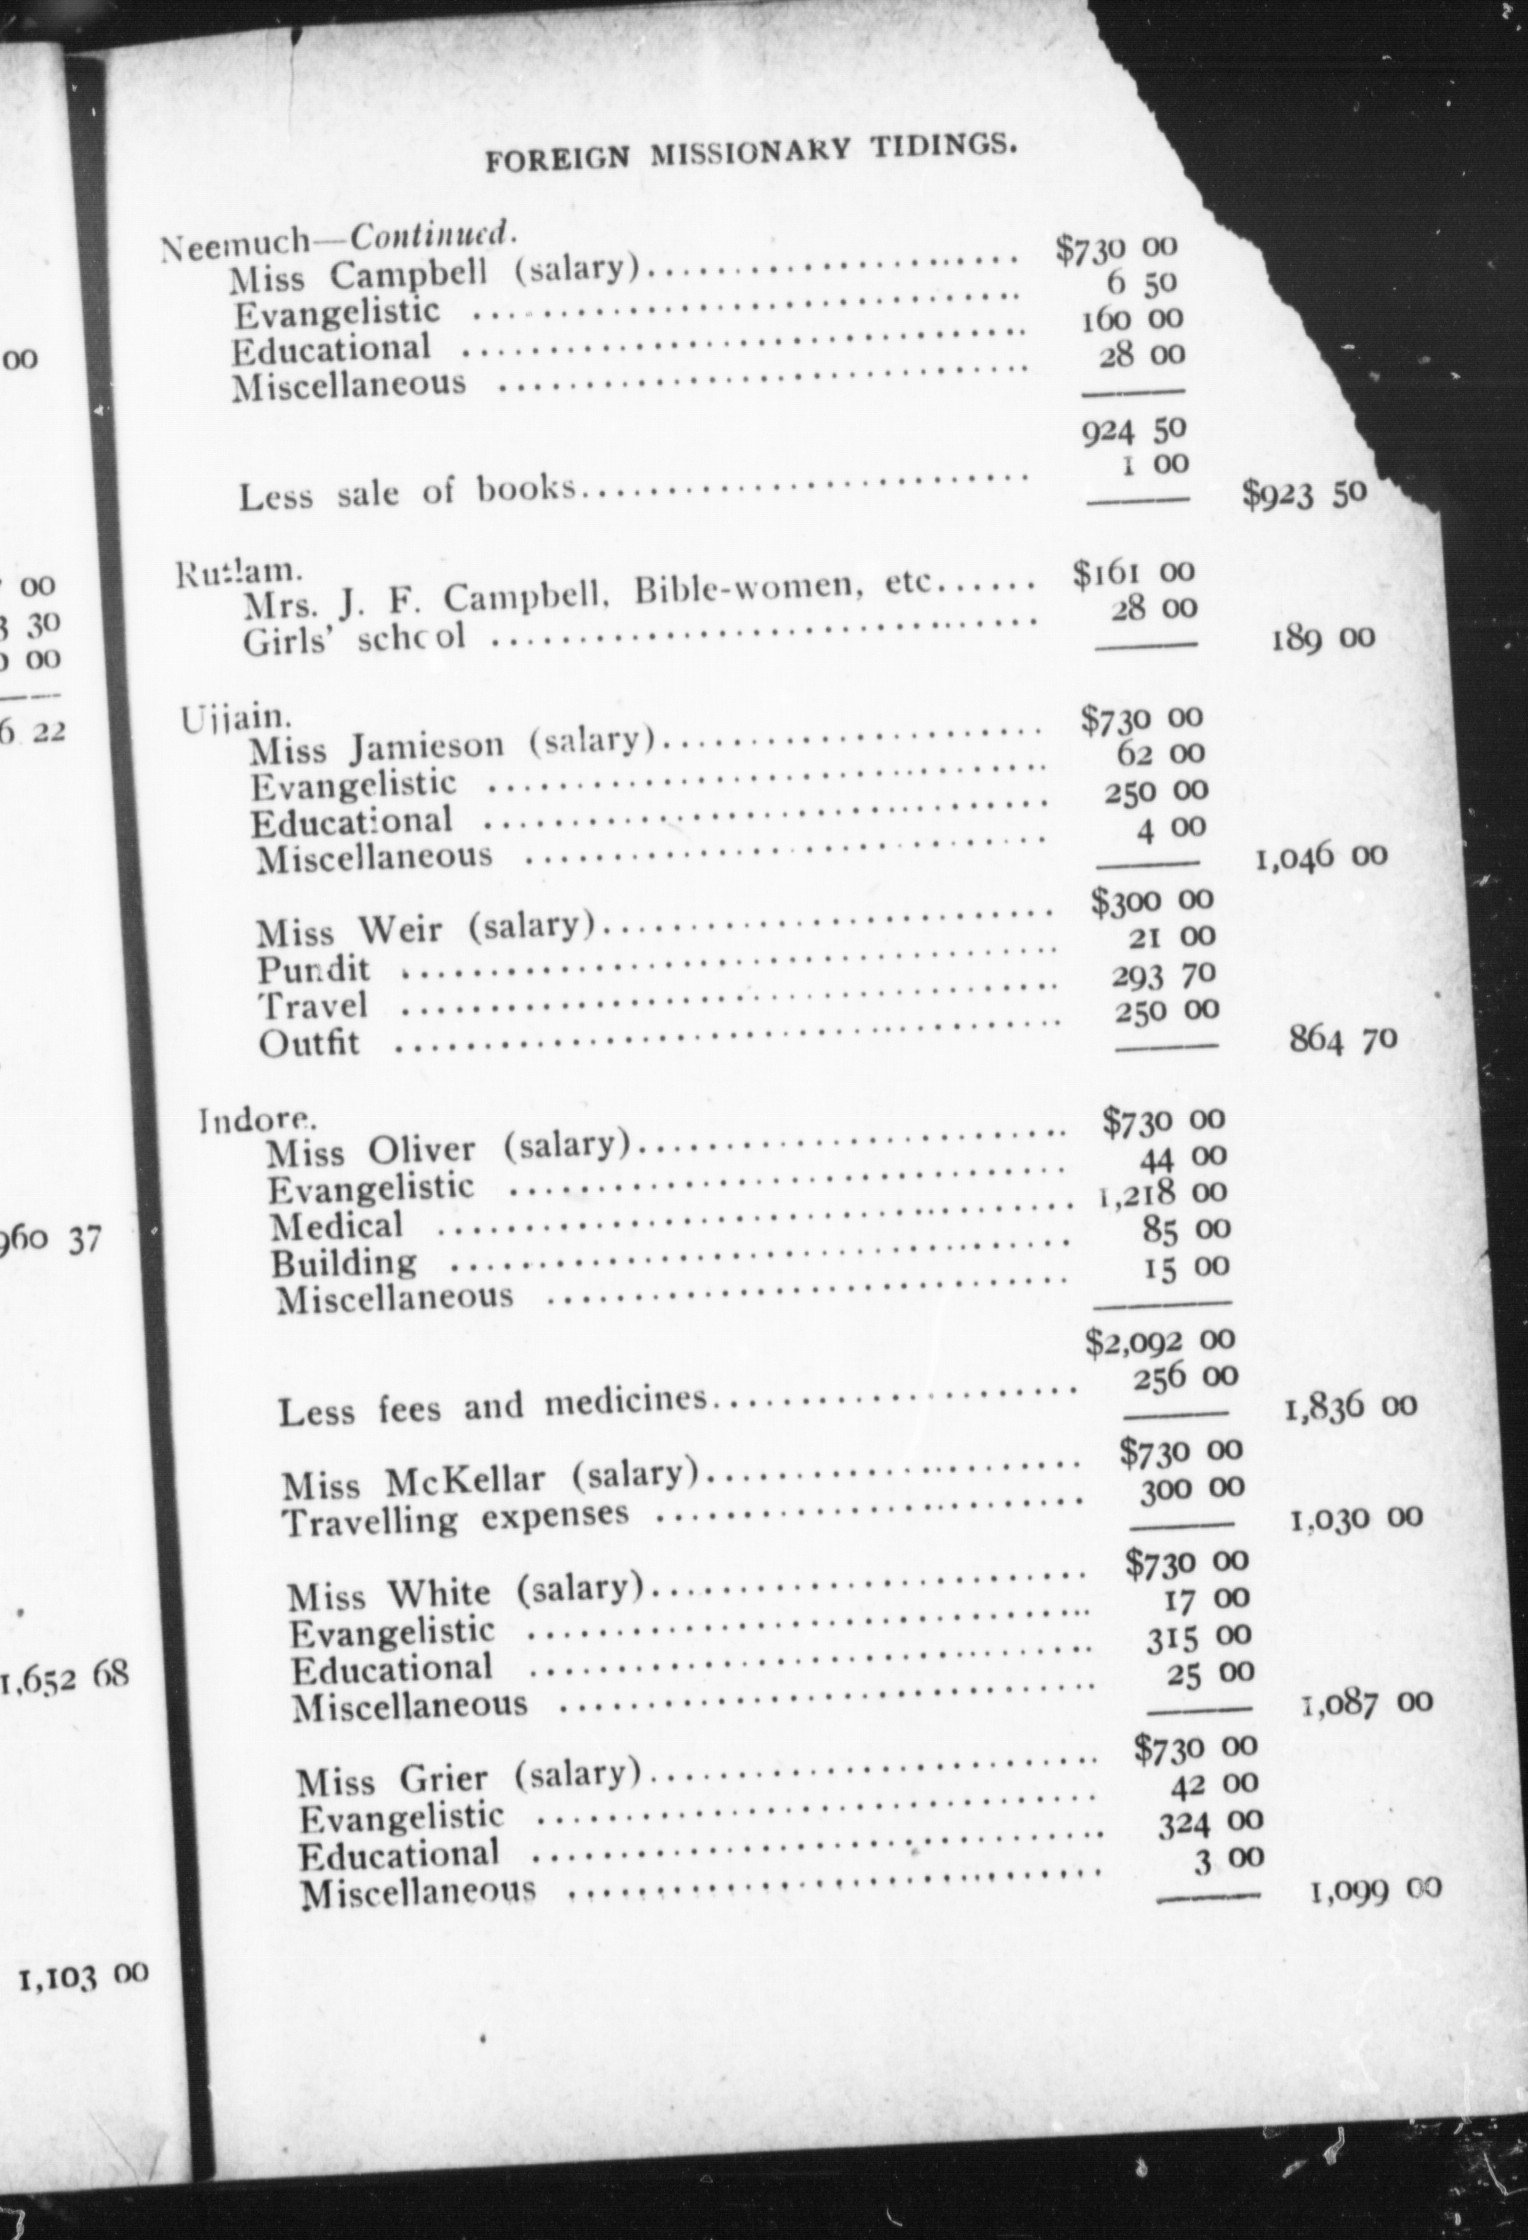 FOREIGN MISSIONARY TIDINGS.
Neemuch—Continued.
Miss Campbell (salary)........................ $730 00
Evangelistic ................................ 6 50
Educational ................................ 160 00
Miscellaneous ............................... 28 00
924 50
Less sale of books........................... 1 00
$923 50
Rutlam.
Mrs. J. F. Campbell, Bible-women, etc...... $161 00
Girls' school ................................ 28 00
189 00
Ujjain.
Miss Jamieson (salary)....................... $730 00
Evangelistic ................................ 62 00
Educational ................................ 250 00
Miscellaneous .............................. 4 00
1,046 00
Miss Weir (salary).......................... $300 00
Pundit ...................................... 21 00
Travel ...................................... 293 70
Outfit ...................................... 250 00
864 70
Indore.
Miss Oliver (salary)......................... $730 00
Evangelistic ................................ 44 00
Medical ..................................... 1,218 00
Building .................................... 85 00
Miscellaneous ............................... 15 00
$2,092 00
Less fees and medicines...................... 256 00
1,836 00
Miss McKellar (salary)....................... $730 00
Travelling expenses ......................... 300 00
1,030 00
Miss White (salary).......................... $730 00
Evangelistic ................................ 17 00
Educational ................................ 315 00
Miscellaneous ............................... 25 00
1,087 00
Miss Grier (salary).......................... $730 00
Evangelistic ................................ 42 00
Educational ................................ 324 00
Miscellaneous ............................... 3 00
1,099 00
00
00
30
00
6 22
960 37
1,652 68
1,103 00